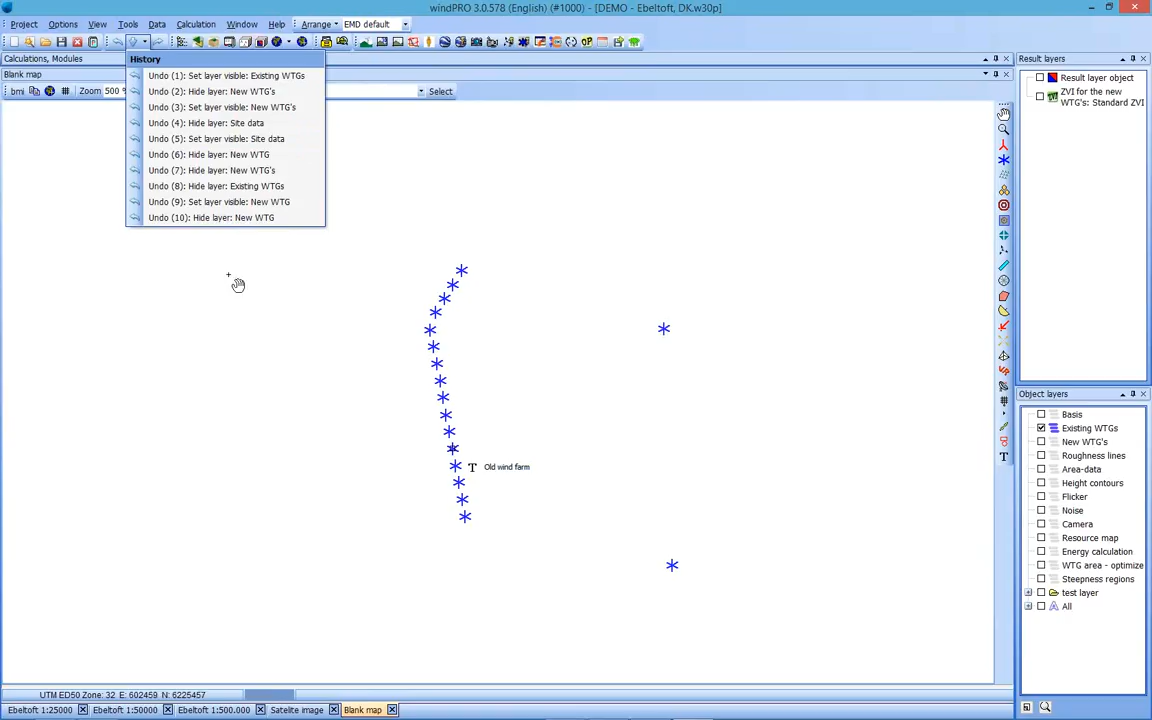 windPRO 3.0.578 (English) (#1000) - [DEMO - Ebeltoft, DK.w30p]
Project Options View Tools Data Calculation Window Help Arrange EMD default
Calculations, Modules
Blank map
bmi Zoom 500 % Select
History
Undo (1): Set layer visible: Existing WTGs
Undo (2): Hide layer: New WTG's
Undo (3): Set layer visible: New WTG's
Undo (4): Hide layer: Site data
Undo (5): Set layer visible: Site data
Undo (6): Hide layer: New WTG
Undo (7): Hide layer: New WTG's
Undo (8): Hide layer: Existing WTGs
Undo (9): Set layer visible: New WTG
Undo (10): Hide layer: New WTG
T Old wind farm
Result layers
Result layer object
ZVI for the new
WTG's: Standard ZVI
Object layers
Basis
Existing WTGs
New WTG's
Roughness lines
Area-data
Height contours
Flicker
Noise
Camera
Resource map
Energy calculation
WTG area - optimize
Steepness regions
test layer
All
UTM ED50 Zone: 32 E: 602459 N: 6225457
Ebeltoft 1:25000 Ebeltoft 1:50000 Ebeltoft 1:500.000 Satelite image Blank map